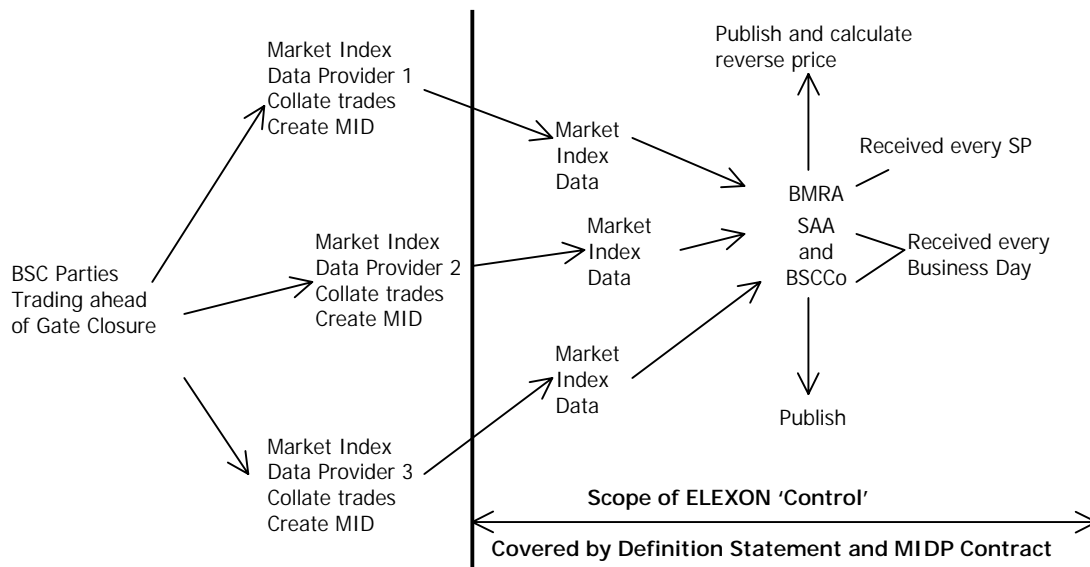 BSC Parties
Trading ahead
of Gate Closure
Market Index
Data Provider 1
Collate trades
Create MID
Market Index
Data Provider 2
Collate trades
Create MID
Market Index
Data Provider 3
Collate trades
Create MID
Market
Index
Data
Market
Index
Data
Market
Index
Data
Publish and calculate
reverse price
Received every SP
BMRA
SAA
and
BSCCo
Received every
Business Day
Publish
Scope of ELEXON ‘Control’
Covered by Definition Statement and MIDP Contract